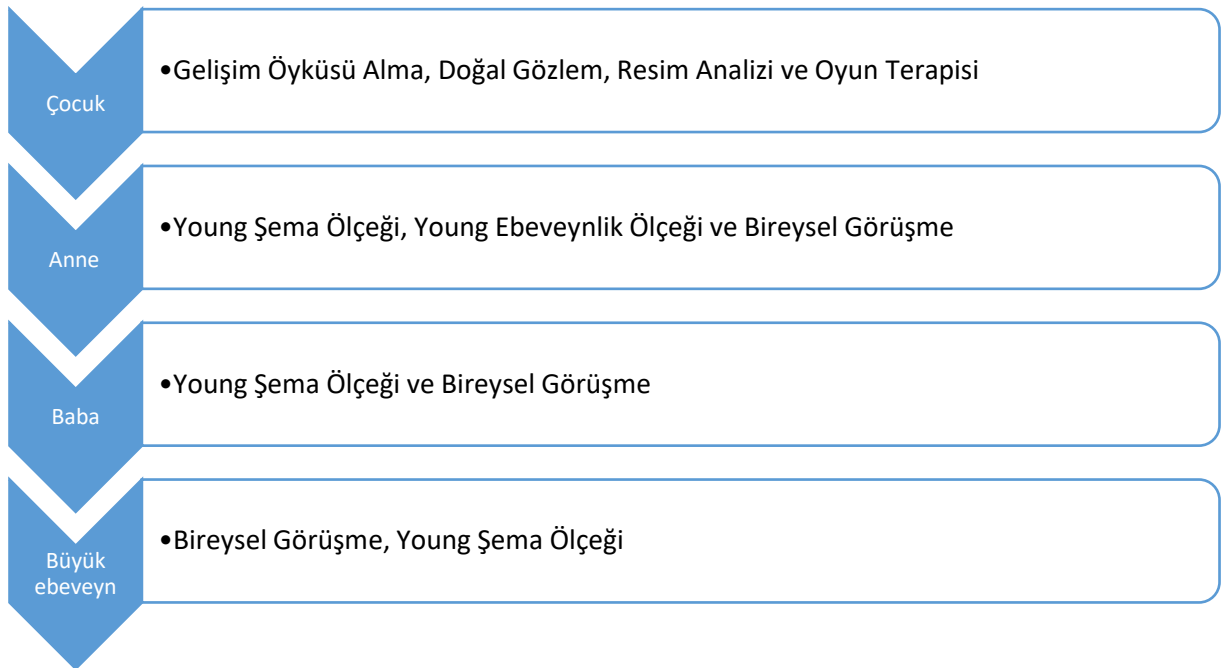 Çocuk
•Gelişim Öyküsü Alma, Doğal Gözlem, Resim Analizi ve Oyun Terapisi
Anne
•Young Şema Ölçeği, Young Ebeveynlik Ölçeği ve Bireysel Görüşme
Baba
•Young Şema Ölçeği ve Bireysel Görüşme
Büyük
ebeveyn
•Bireysel Görüşme, Young Şema Ölçeği